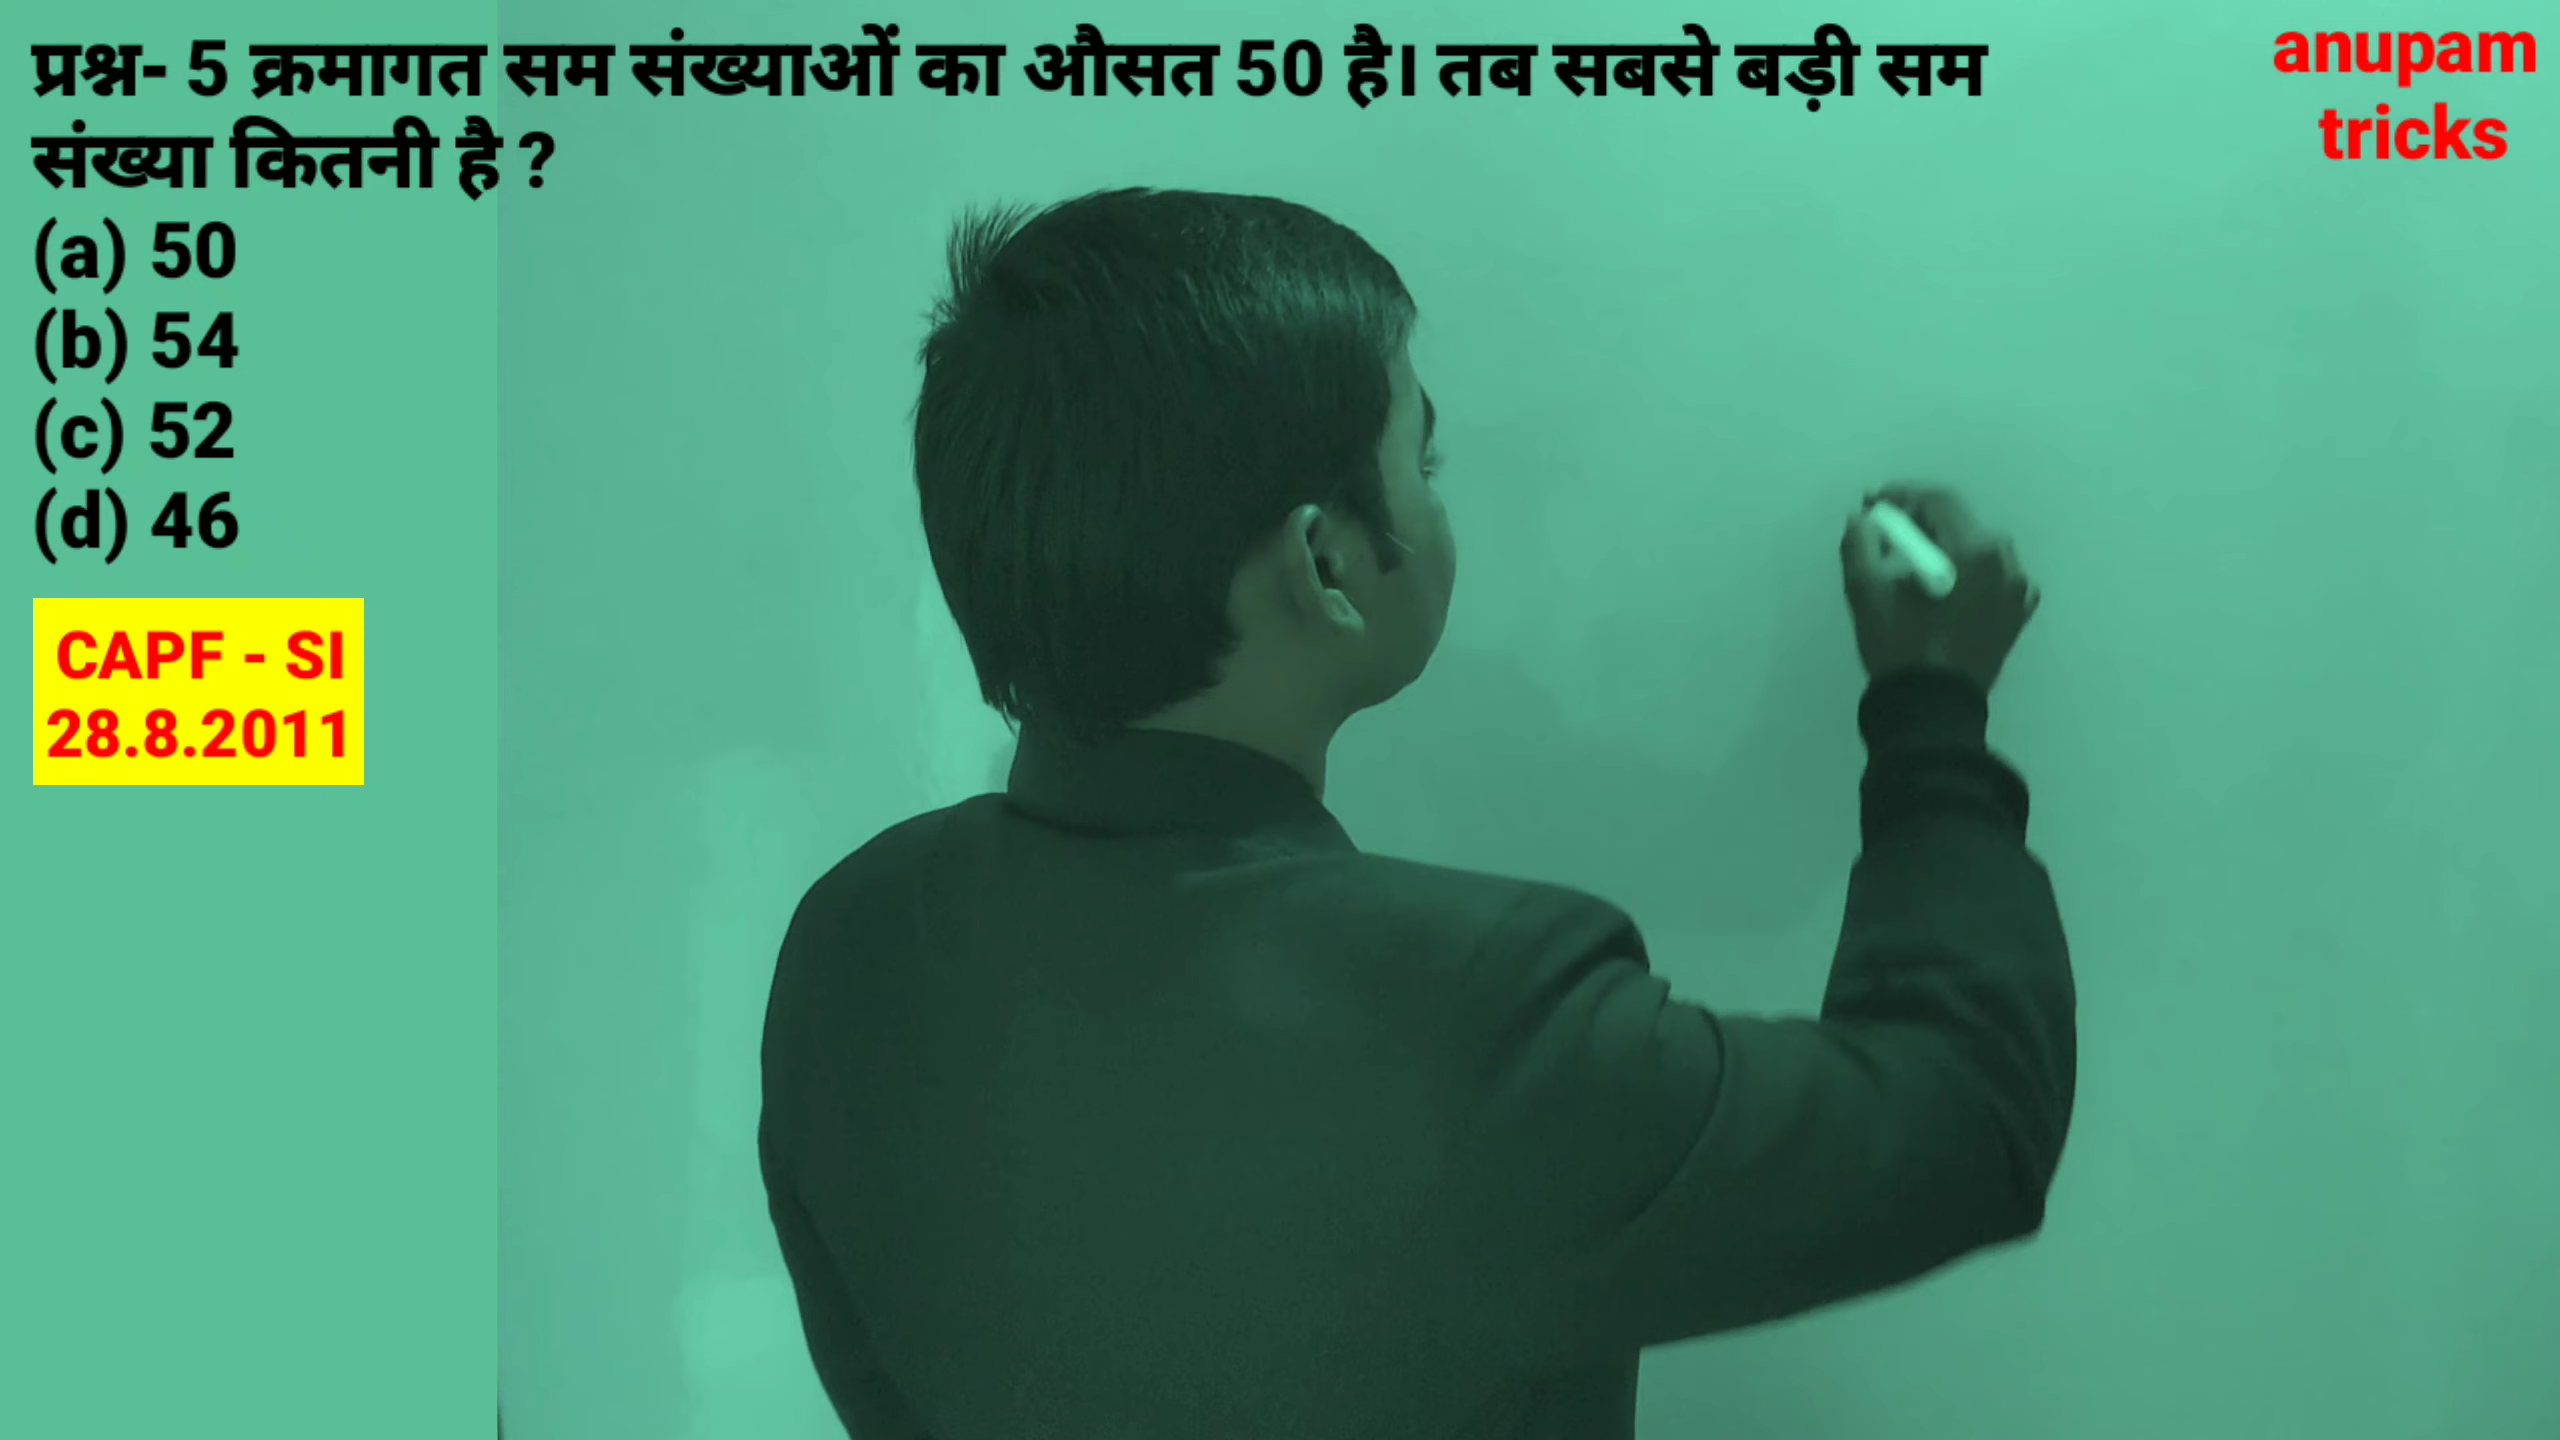 प्रश्न- 5 क्रमागत सम संख्याओं का औसत 50 है। तब सबसे बड़ी सम
संख्या कितनी है ?
(a) 50
(b) 54
(c) 52
(d) 46
CAPF - SI
28.8.2011
anupam
tricks